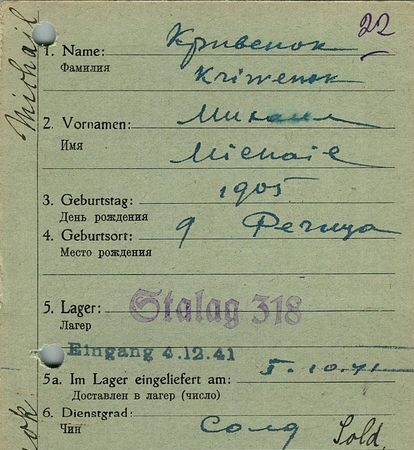 22
1. Name: Кривенок
Фамилия Kriwenok
2. Vornamen: Михаил
Имя Michail
3. Geburtstag: 1905
День рождения
4. Geburtsort: Речица
Место рождения
5. Lager: Stalag 318
Лагерь
Eingang 4.12.41
5a. Im Lager eingeliefert am: 10.41
Доставлен в лагерь (число)
6. Dienstgrad: Солд Sold.
Чин
Michail
ok